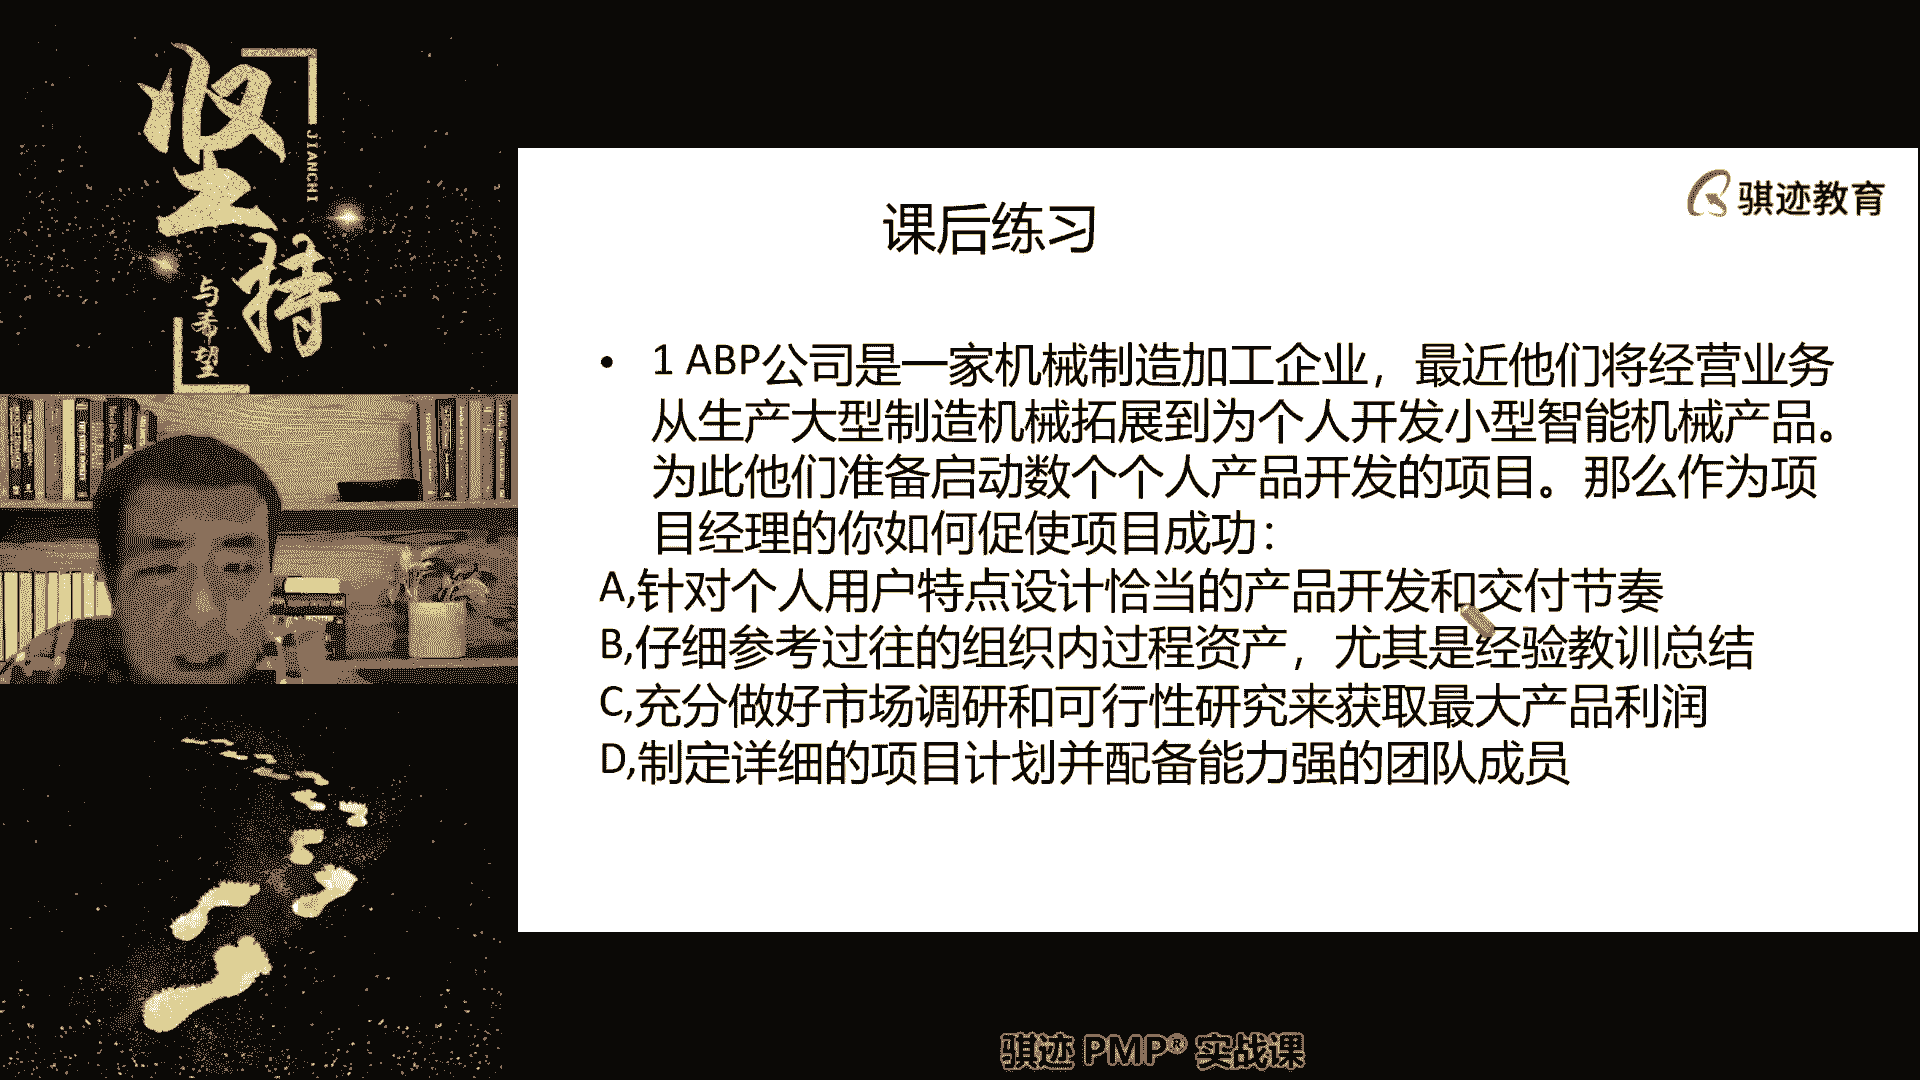 坚持
JIANCHI
与希望
骐迹教育
课后练习
• 1 ABP公司是一家机械制造加工企业，最近他们将经营业务
从生产大型制造机械拓展到为个人开发小型智能机械产品。
为此他们准备启动数个个人产品开发的项目。那么作为项
目经理的你如何促使项目成功：
A,针对个人用户特点设计恰当的产品开发和交付节奏
B,仔细参考过往的组织内过程资产，尤其是经验教训总结
C,充分做好市场调研和可行性研究来获取最大产品利润
D,制定详细的项目计划并配备能力强的团队成员
骐迹 PMP® 实战课